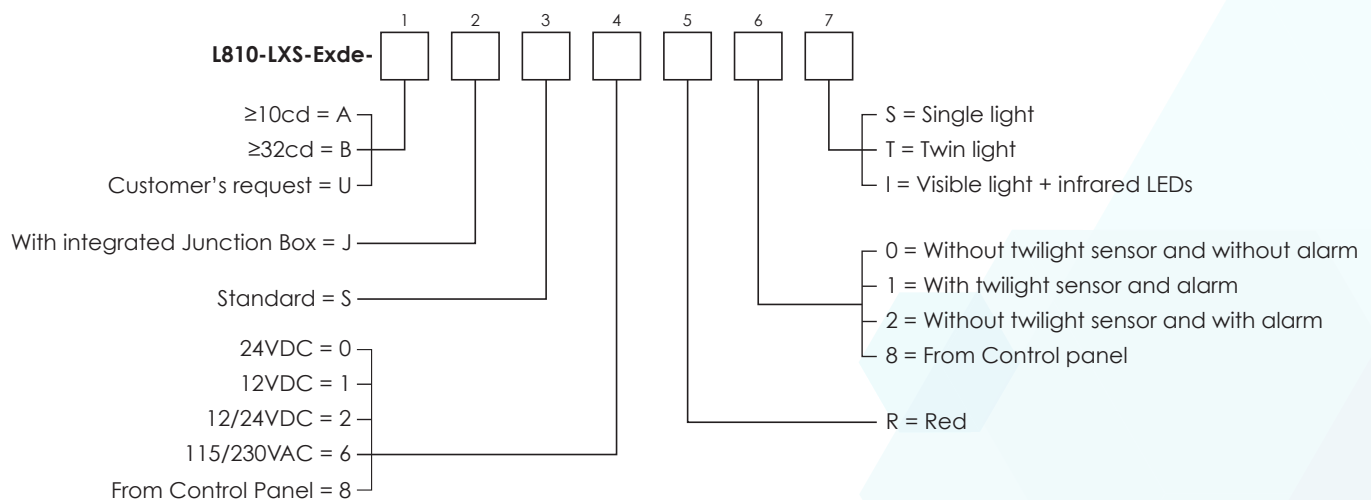 1 2 3 4 5 6 7
L810-LXS-Exde-
≥10cd = A
≥32cd = B
Customer’s request = U
With integrated Junction Box = J
Standard = S
24VDC = 0
12VDC = 1
12/24VDC = 2
115/230VAC = 6
From Control Panel = 8
S = Single light
T = Twin light
I = Visible light + infrared LEDs
0 = Without twilight sensor and without alarm
1 = With twilight sensor and alarm
2 = Without twilight sensor and with alarm
8 = From Control panel
R = Red